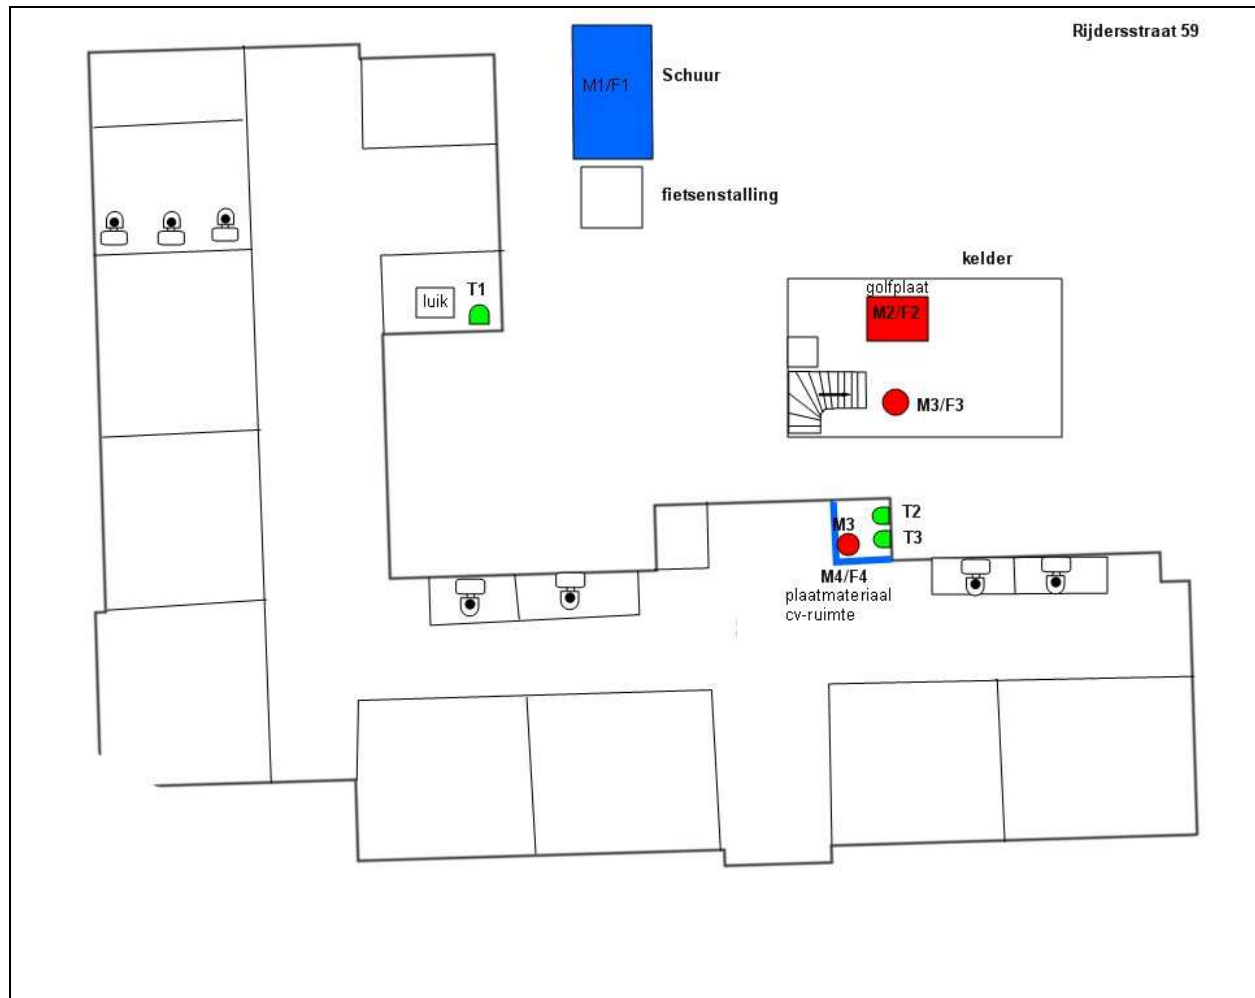 Rijdersstraat 59
M1/F1
Schuur
fietsenstalling
kelder
golfplaat
M2/F2
luik
T1
M3/F3
T2
M3
T3
M4/F4
plaatmateriaal
cv-ruimte